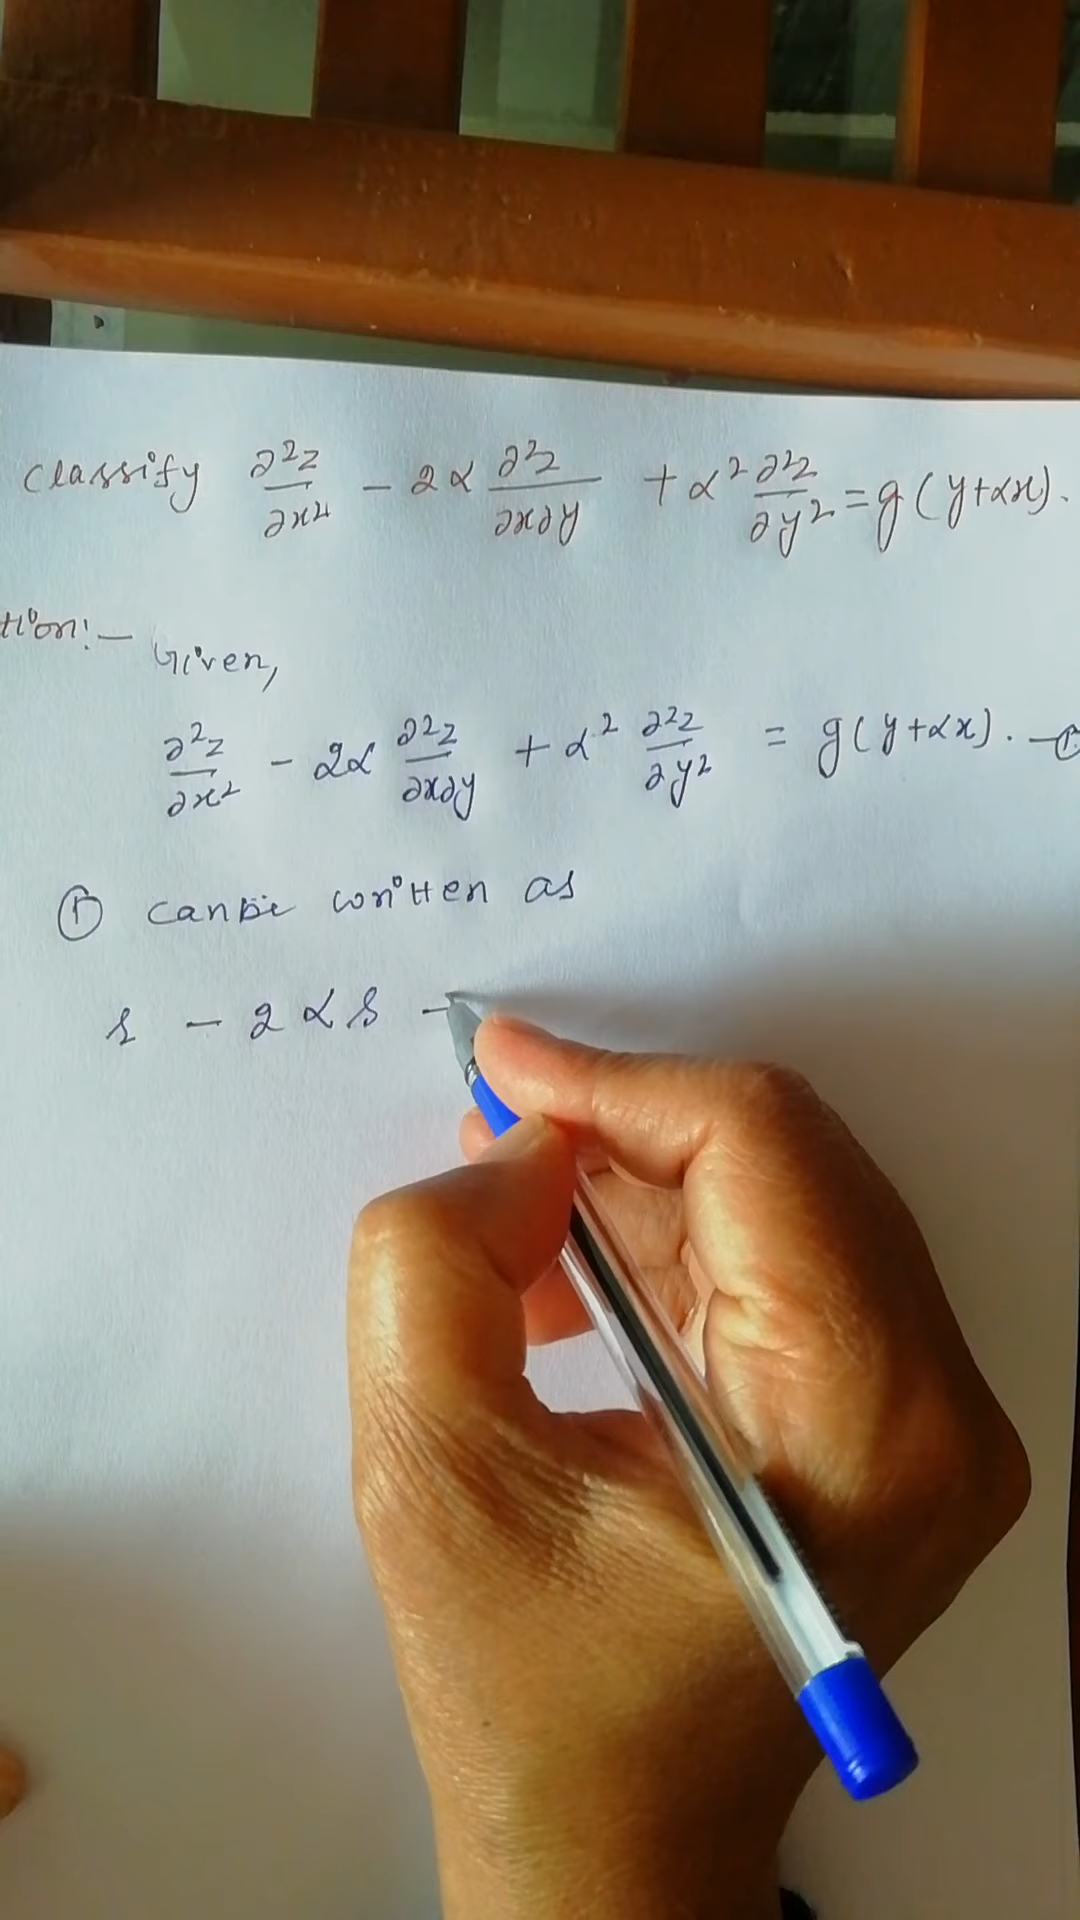 Classify ∂²z/∂x² - 2α ∂²z/∂x∂y + α² ∂²z/∂y² = g(y+αx).
tion:-
Given,
∂²z/∂x² - 2α ∂²z/∂x∂y + α² ∂²z/∂y² = g(y+αx). — ①
① can be written as
r - 2αs -